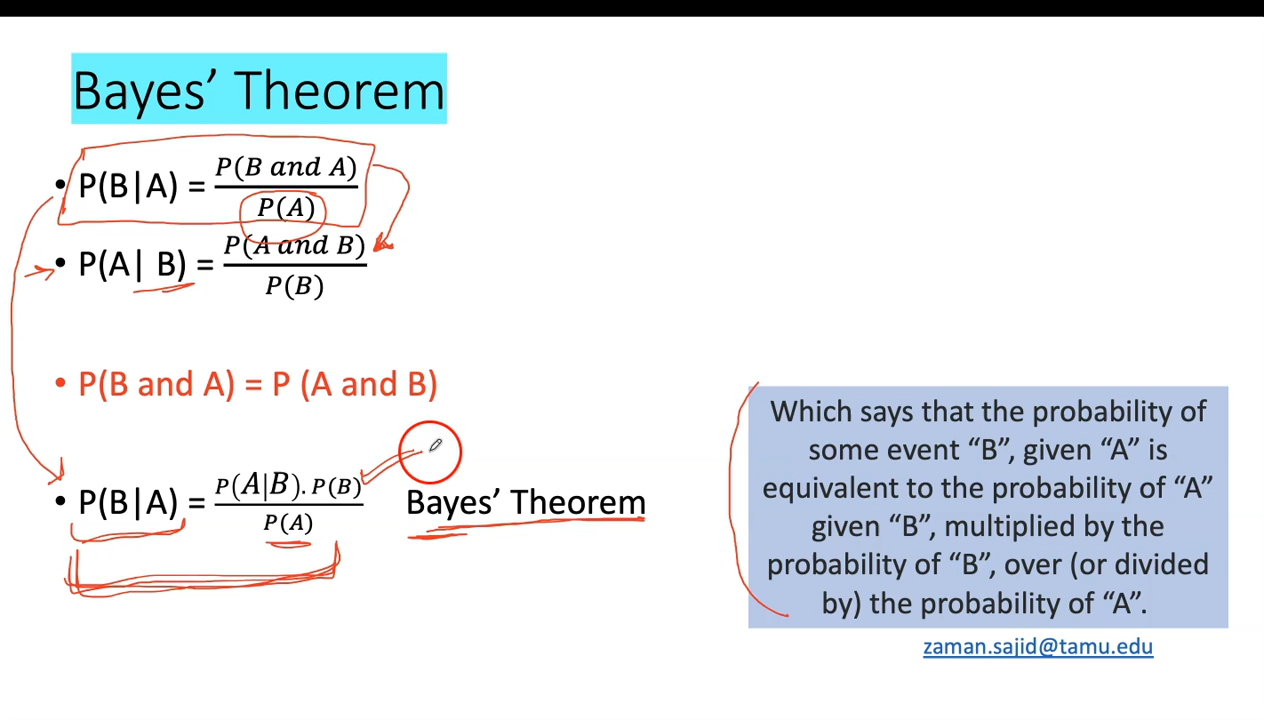 Bayes’ Theorem
• P(B|A) = P(B and A) / P(A)
• P(A| B) = P(A and B) / P(B)
• P(B and A) = P (A and B)
• P(B|A) = P(A|B). P(B) / P(A) Bayes’ Theorem
Which says that the probability of
some event “B”, given “A” is
equivalent to the probability of “A”
given “B”, multiplied by the
probability of “B”, over (or divided
by) the probability of “A”.
zaman.sajid@tamu.edu